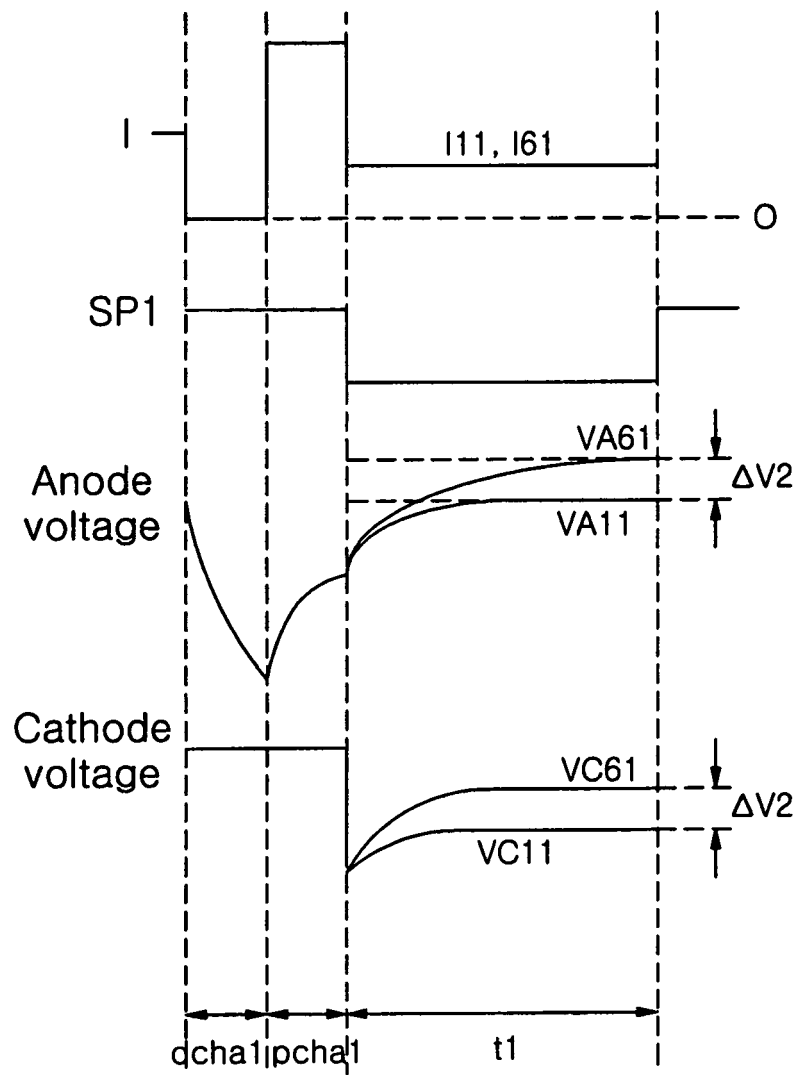 I
I11, I61
O
SP1
VA61
Anode
voltage
ΔV2
VA11
Cathode
voltage
VC61
ΔV2
VC11
dcha1
pcha1
t1